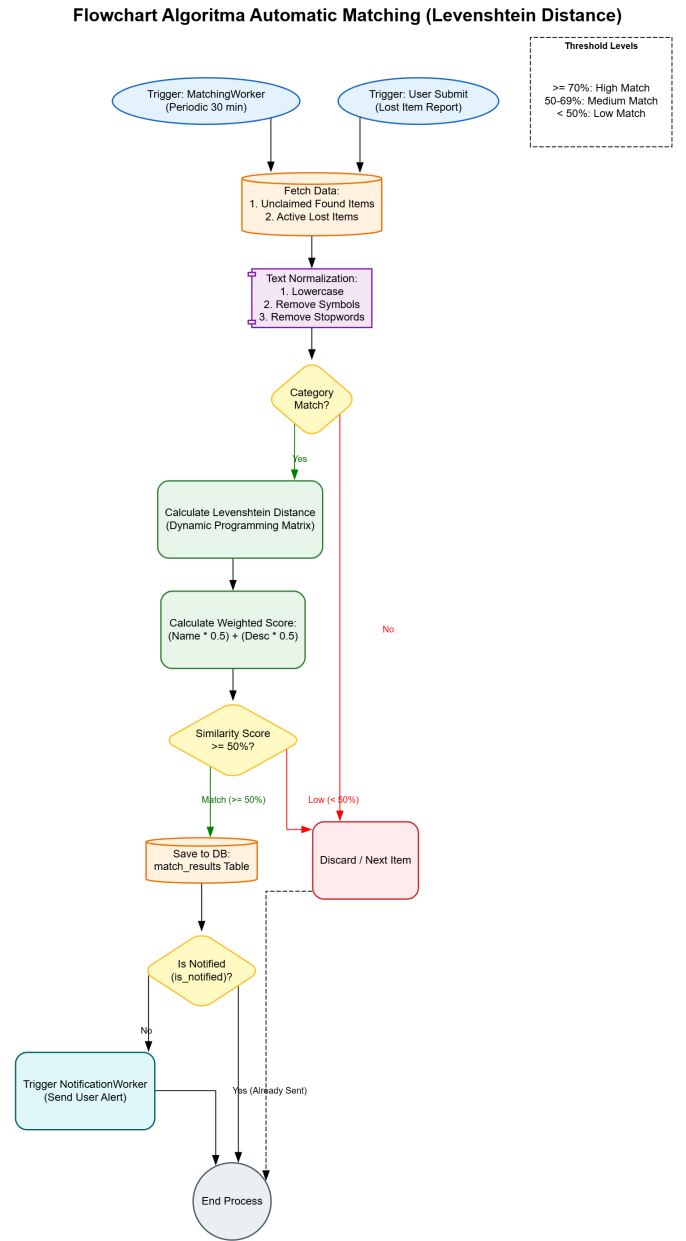 Flowchart Algoritma Automatic Matching (Levenshtein Distance)
Threshold Levels
>= 70%: High Match
50-69%: Medium Match
< 50%: Low Match
Trigger: MatchingWorker
(Periodic 30 min)
Trigger: User Submit
(Lost Item Report)
Fetch Data:
1. Unclaimed Found Items
2. Active Lost Items
Text Normalization:
1. Lowercase
2. Remove Symbols
3. Remove Stopwords
Category
Match?
Yes
Calculate Levenshtein Distance
(Dynamic Programming Matrix)
Calculate Weighted Score:
(Name * 0.5) + (Desc * 0.5)
No
Similarity Score
>= 50%?
Match (>= 50%)
Low (< 50%)
Save to DB:
match_results Table
Discard / Next Item
Is Notified
(is_notified)?
No
Trigger NotificationWorker
(Send User Alert)
Yes (Already Sent)
End Process